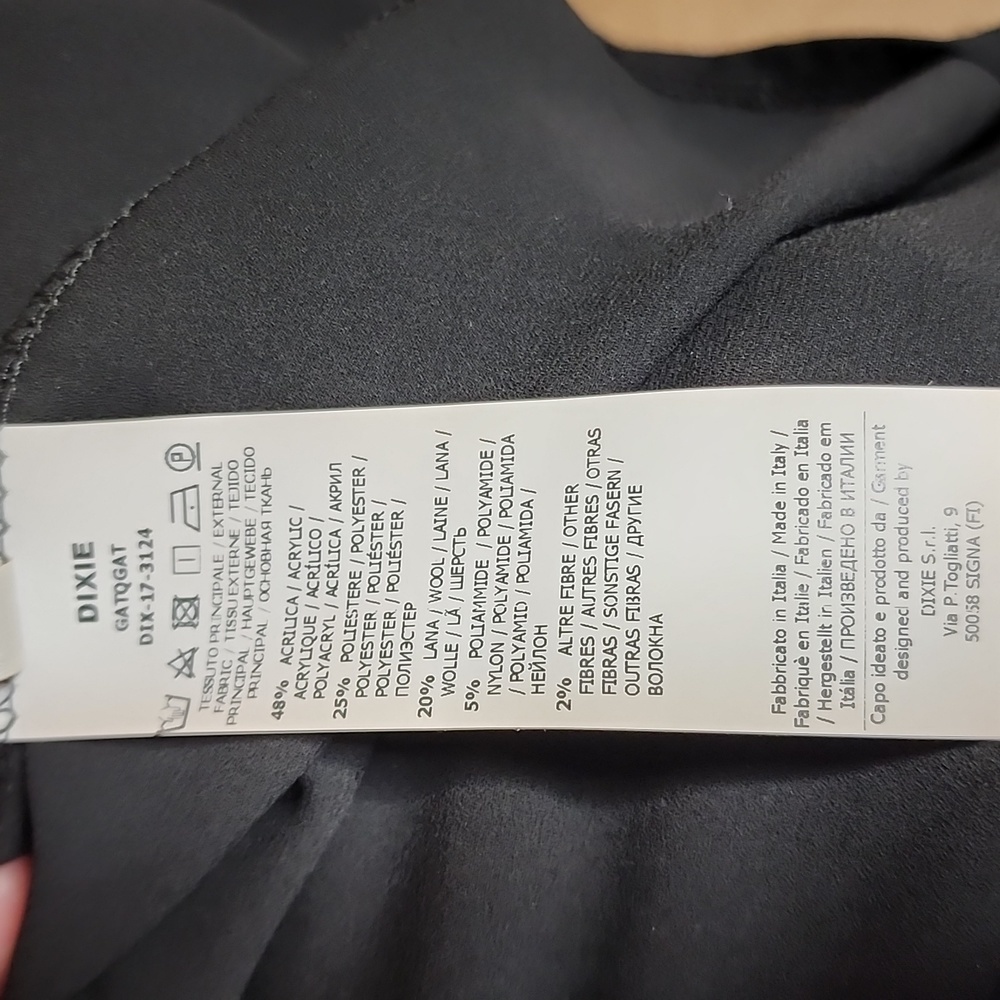 DIXIE
GATQGAT
DIX-17-3124
P
TESSUTO PRINCIPALE / EXTERNAL
FABRIC / TISSU EXTERNE / TEJIDO
PRINCIPAL / HAUPTGEWEBE / TECIDO
PRINCIPAL / ОСНОВНАЯ ТКАНЬ
48% ACRILICA / ACRYLIC /
ACRYLIQUE / ACRÍLICO /
POLYACRYL / ACRÍLICA / АКРИЛ
25% POLIESTERE / POLYESTER /
POLYESTER / POLIÉSTER /
POLYESTER / POLIÉSTER /
ПОЛИЭСТЕР
20% LANA / WOOL / LAINE / LANA /
WOLLE / LÃ / ШЕРСТЬ
5% POLIAMMIDE / POLYAMIDE /
NYLON / POLYAMIDE / POLIAMIDA
/ POLYAMID / POLIAMIDA /
НЕЙЛОН
2% ALTRE FIBRE / OTHER
FIBRES / AUTRES FIBRES / OTRAS
FIBRAS / SONSTIGE FASERN /
OUTRAS FIBRAS / ДРУГИЕ
ВОЛОКНА
Fabbricato in Italia / Made in Italy /
Fabriquè en Italie / Fabricado en Italia
/ Hergestellt in Italien / Fabricado em
Itália / ПРОИЗВЕДЕНО В ИТАЛИИ
Capo ideato e prodotto da / Garment
designed and produced by
DIXIE S.r.l.
Via P.Togliatti, 9
50058 SIGNA (FI)